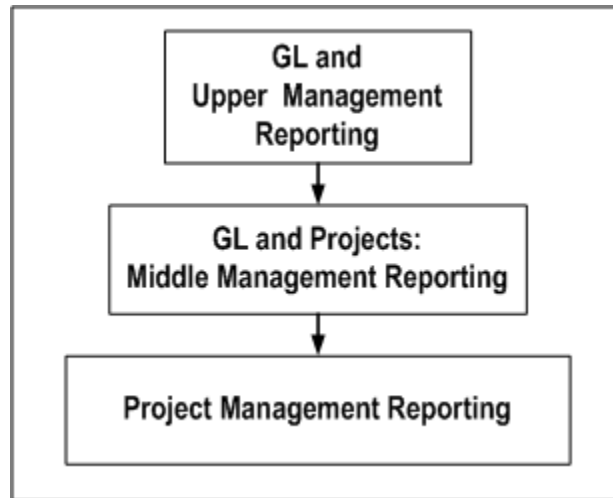 GL and
Upper Management
Reporting
GL and Projects:
Middle Management Reporting
Project Management Reporting